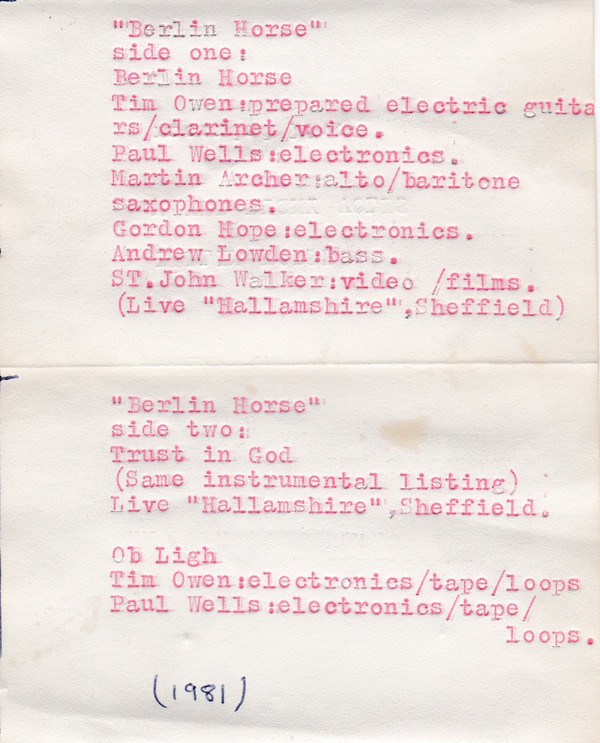 "Berlin Horse"
side one:
Berlin Horse
Tim Owen:prepared electric guita
rs/clarinet/voice.
Paul Wells:electronics.
Martin Archer:alto/baritone
saxophones.
Gordon Hope:electronics.
Andrew Lowden:bass.
ST.John Walker:video /films.
(Live "Hallamshire",Sheffield)
"Berlin Horse"
side two:
Trust in God
(Same instrumental listing)
Live "Hallamshire",Sheffield.
Ob Ligh
Tim Owen:electronics/tape/loops
Paul Wells:electronics/tape/
loops.
(1981)